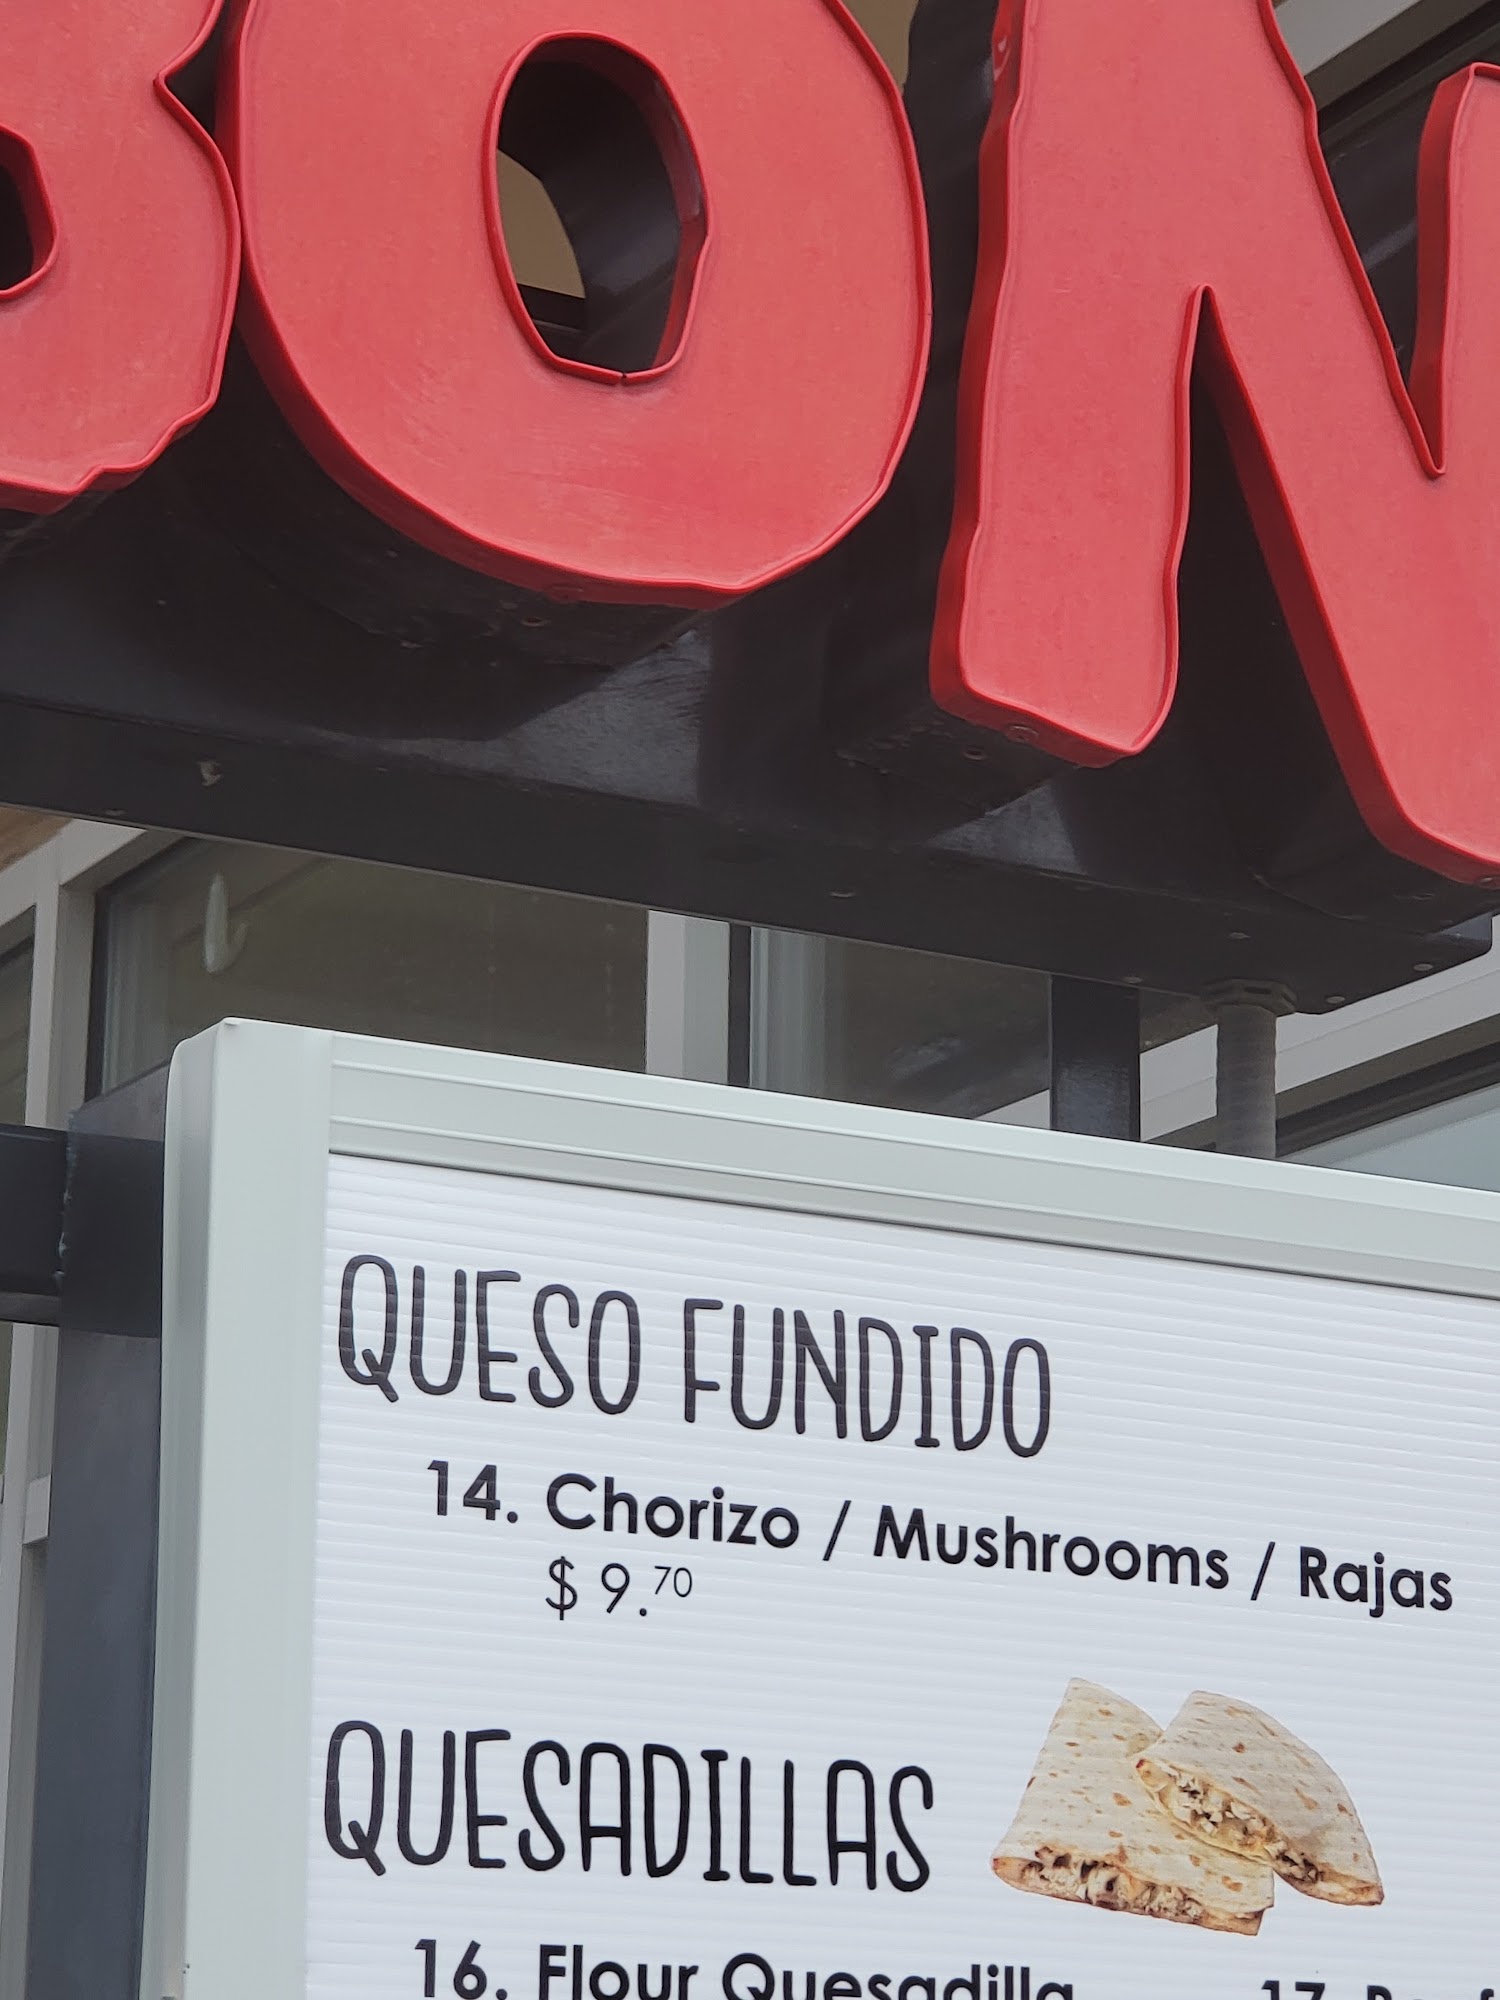 BON
QUESO FUNDIDO
14. Chorizo / Mushrooms / Rajas
$ 9.70
QUESADILLAS
16. Flour Quesadilla
17.